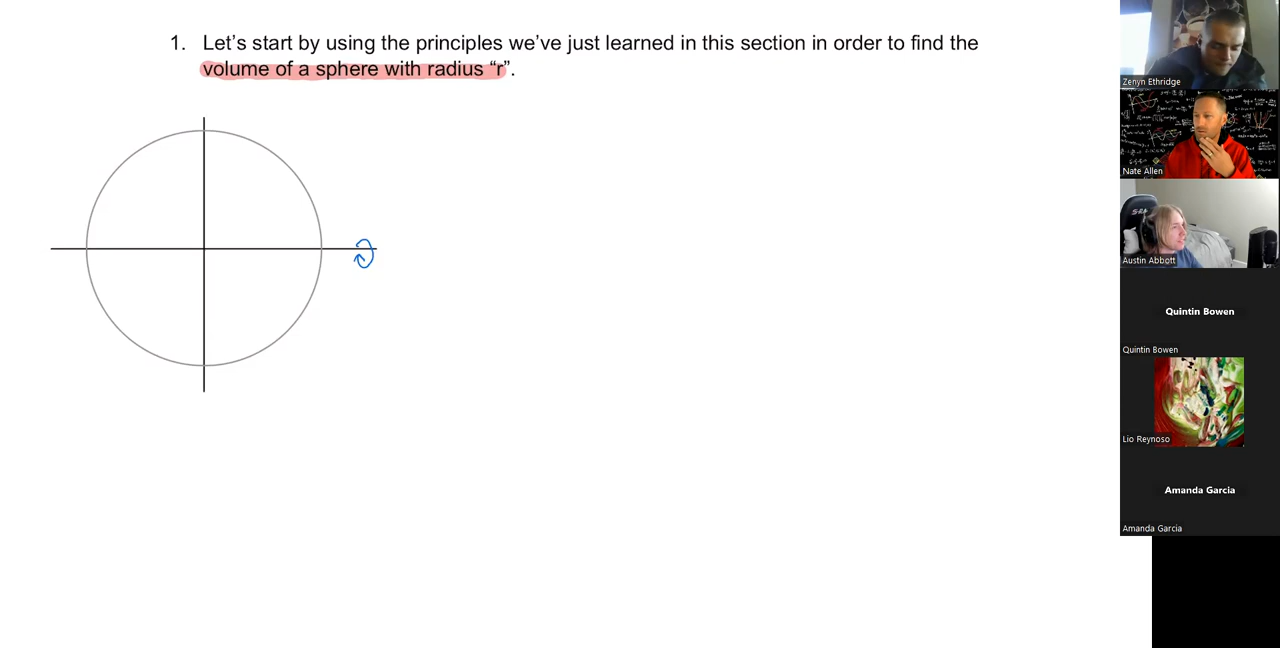 1. Let’s start by using the principles we’ve just learned in this section in order to find the
volume of a sphere with radius “r”.
Zenyn Ethridge
Nate Allen
Austin Abbott
Quintin Bowen
Quintin Bowen
Lio Reynoso
Amanda Garcia
Amanda Garcia